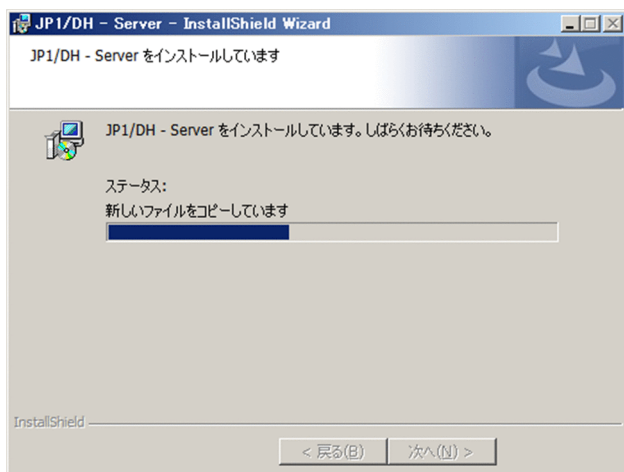 JP1/DH - Server - InstallShield Wizard
JP1/DH - Server をインストールしています
JP1/DH - Server をインストールしています。しばらくお待ちください。
ステータス:
新しいファイルをコピーしています
InstallShield
< 戻る(B)
次へ(N) >